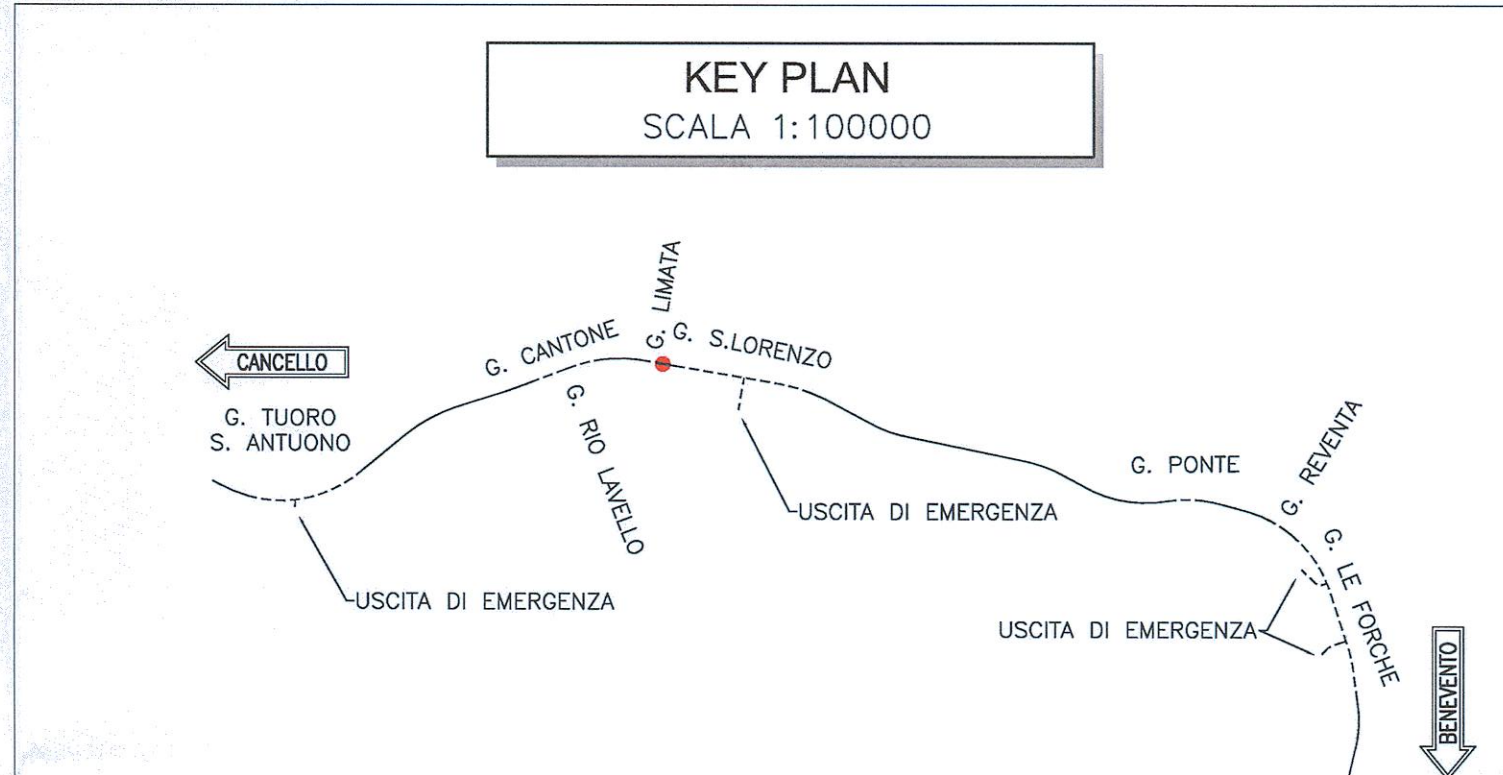 KEY PLAN
SCALA 1:100000
CANCELLO
G. TUORO
S. ANTUONO
G. CANTONE
G. LIMATA
G. S.LORENZO
G. RIO LAVELLO
USCITA DI EMERGENZA
USCITA DI EMERGENZA
G. PONTE
G. REVENTA
G. LE FORCHE
USCITA DI EMERGENZA
BENEVENTO